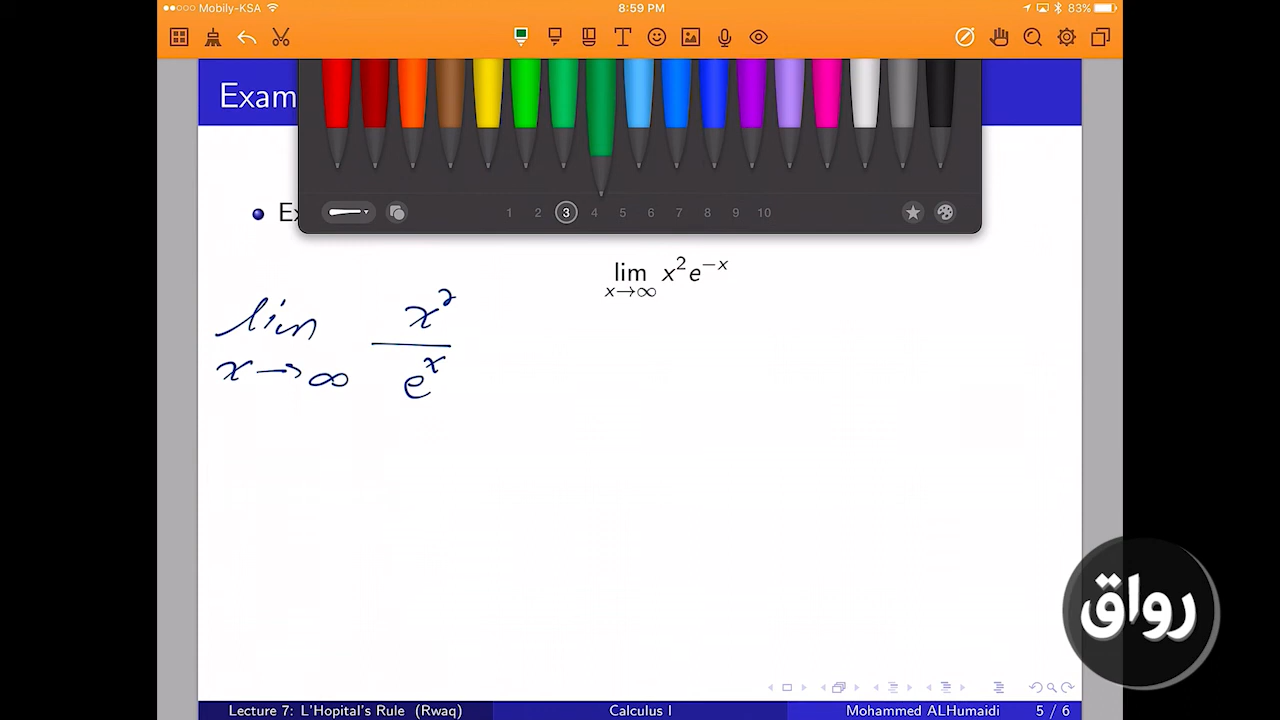 Mobily-KSA 8:59 PM 83%
Exam
1 2 3 4 5 6 7 8 9 10
Ex
lim x→∞ x²e⁻ˣ
lim x→∞ x² / eˣ
رواق
Lecture 7: L'Hopital's Rule (Rwaq) Calculus I Mohammed ALHumaidi 5 / 6